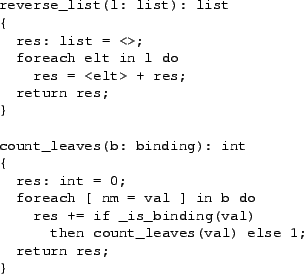 reverse_list(l: list): list
{
  res: list = <>;
  foreach elt in l do
    res = <elt> + res;
  return res;
}

count_leaves(b: binding): int
{
  res: int = 0;
  foreach [ nm = val ] in b do
    res += if _is_binding(val)
      then count_leaves(val) else 1;
  return res;
}